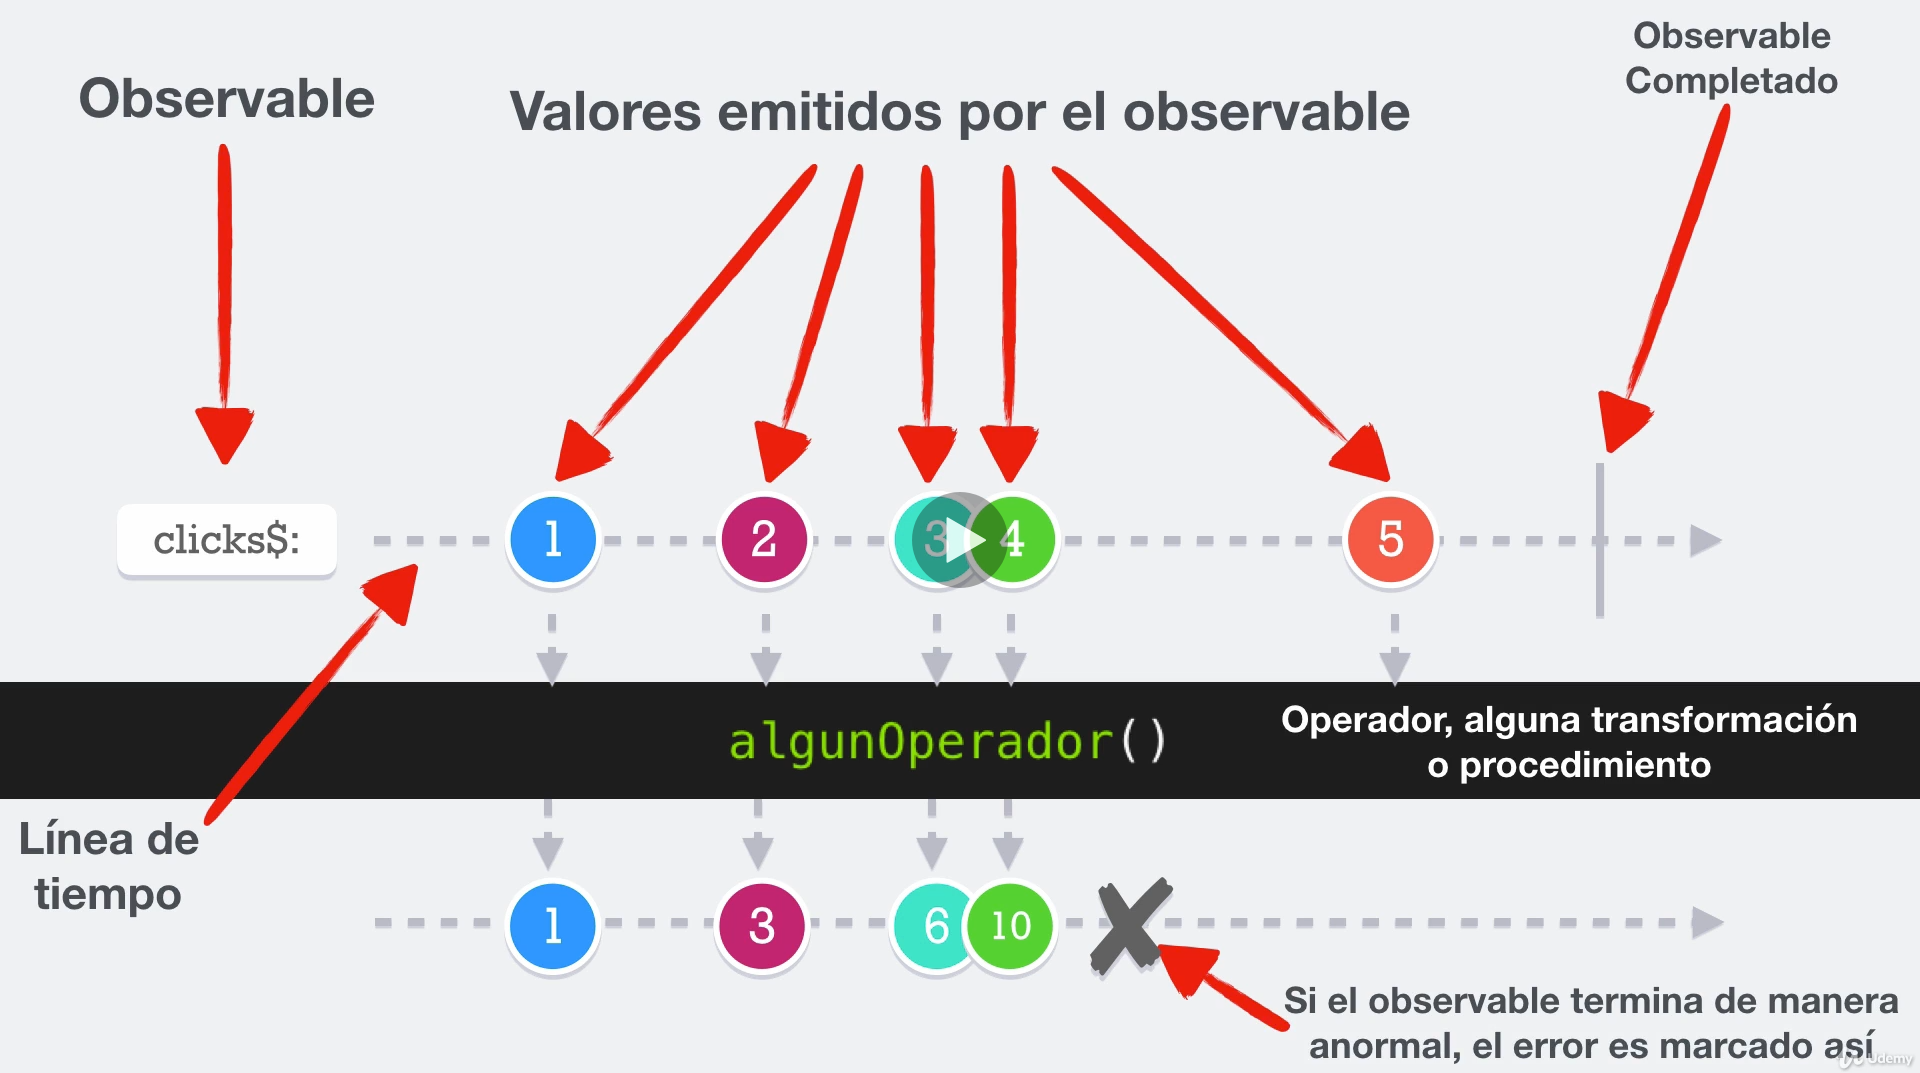 Observable
Completado
Observable
Valores emitidos por el observable
clicks$:
1
2
3
4
5
algunOperador()
Operador, alguna transformación
o procedimiento
Línea de
tiempo
1
3
6
10
Si el observable termina de manera
anormal, el error es marcado así
Udemy